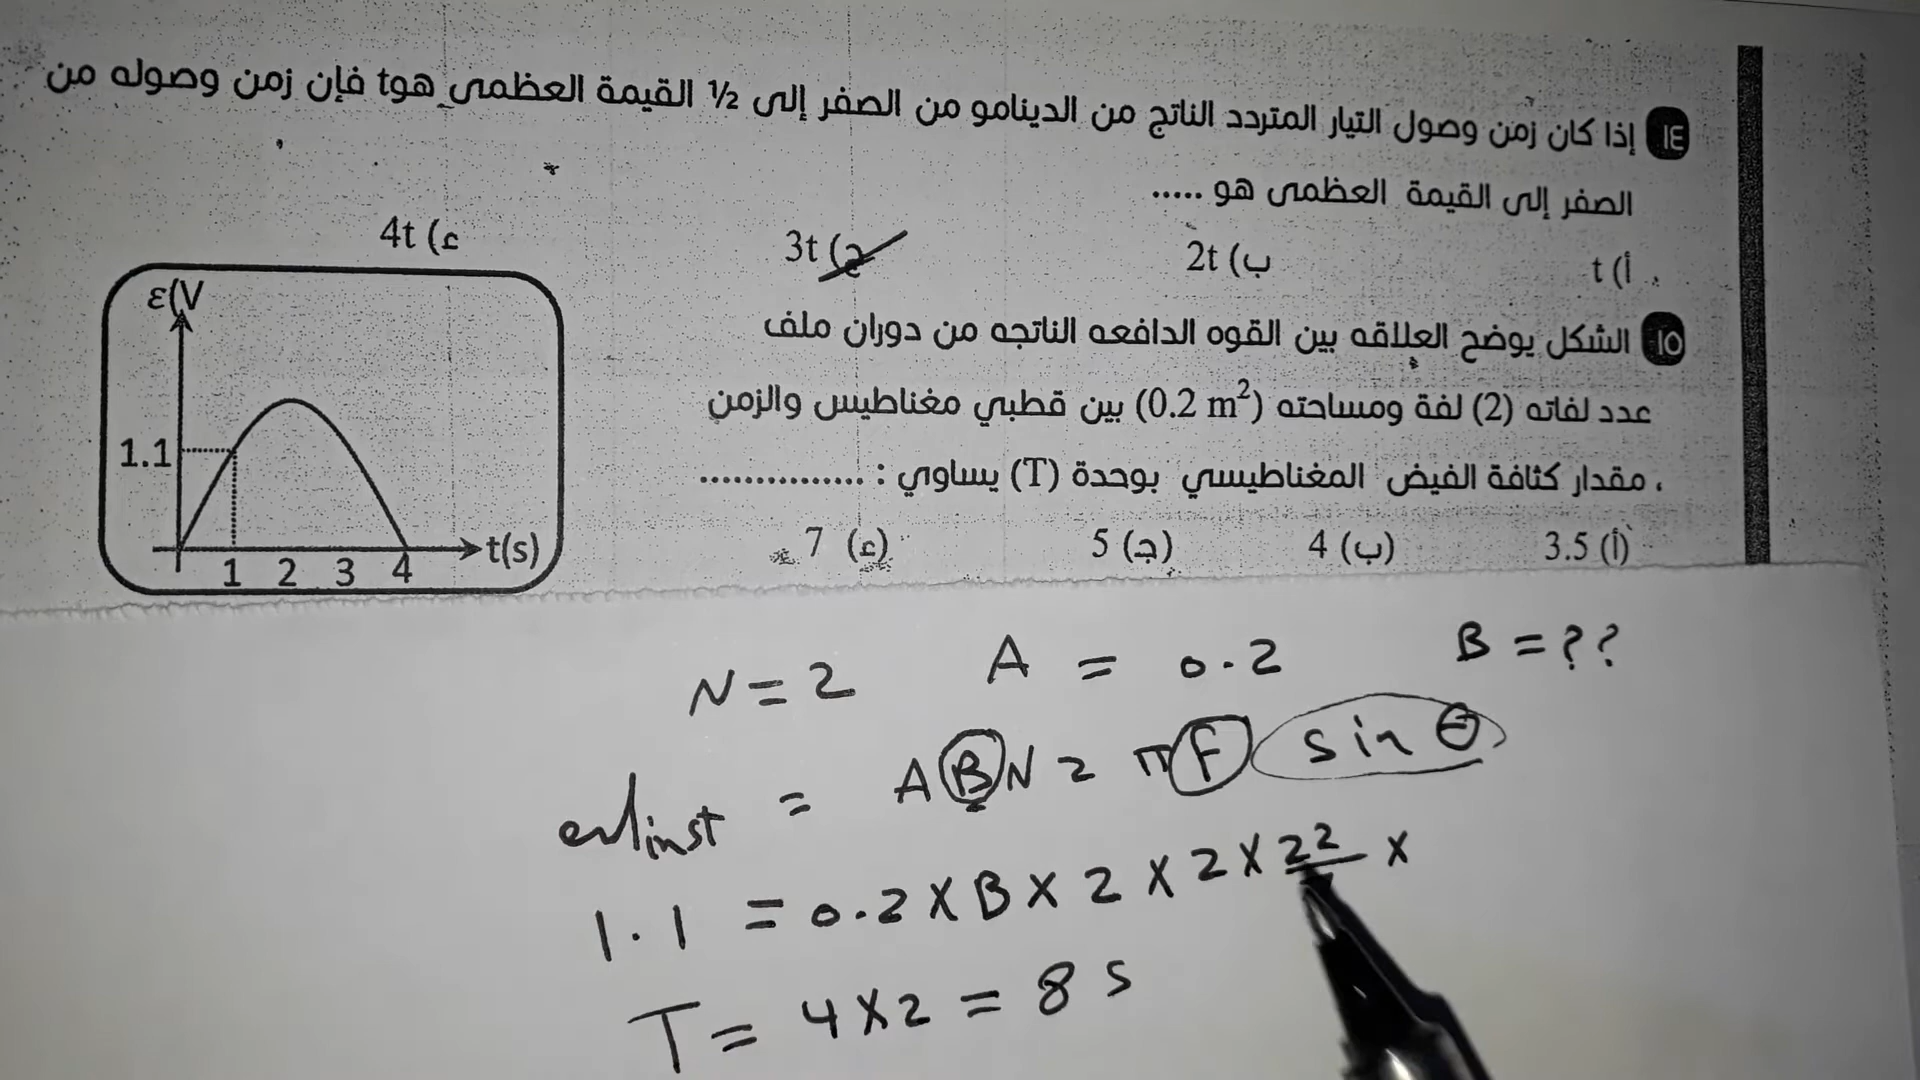 ١٤ إذا كان زمن وصول التيار المتردد الناتج من الدينامو من الصفر إلى ½ القيمة العظمى هو t فإن زمن وصوله من
الصفر إلى القيمة العظمى هو .....
أ) t ب) 2t ج) 3t ء) 4t
١٥ الشكل يوضح العلاقه بين القوه الدافعه الناتجه من دوران ملف
عدد لفاته (2) لفة ومساحته (0.2 m²) بين قطبي مغناطيس والزمن
، مقدار كثافة الفيض المغناطيسي بوحدة (T) يساوي : ...............
(أ) 3.5 (ب) 4 (ج) 5 (ء) 7
ε(V
1.1
t(s)
1 2 3 4
N = 2 A = 0.2 B = ??
emf inst = A B N 2 π F sin θ
1.1 = 0.2 × B × 2 × 2 × 22 ×
T = 4 × 2 = 8 s